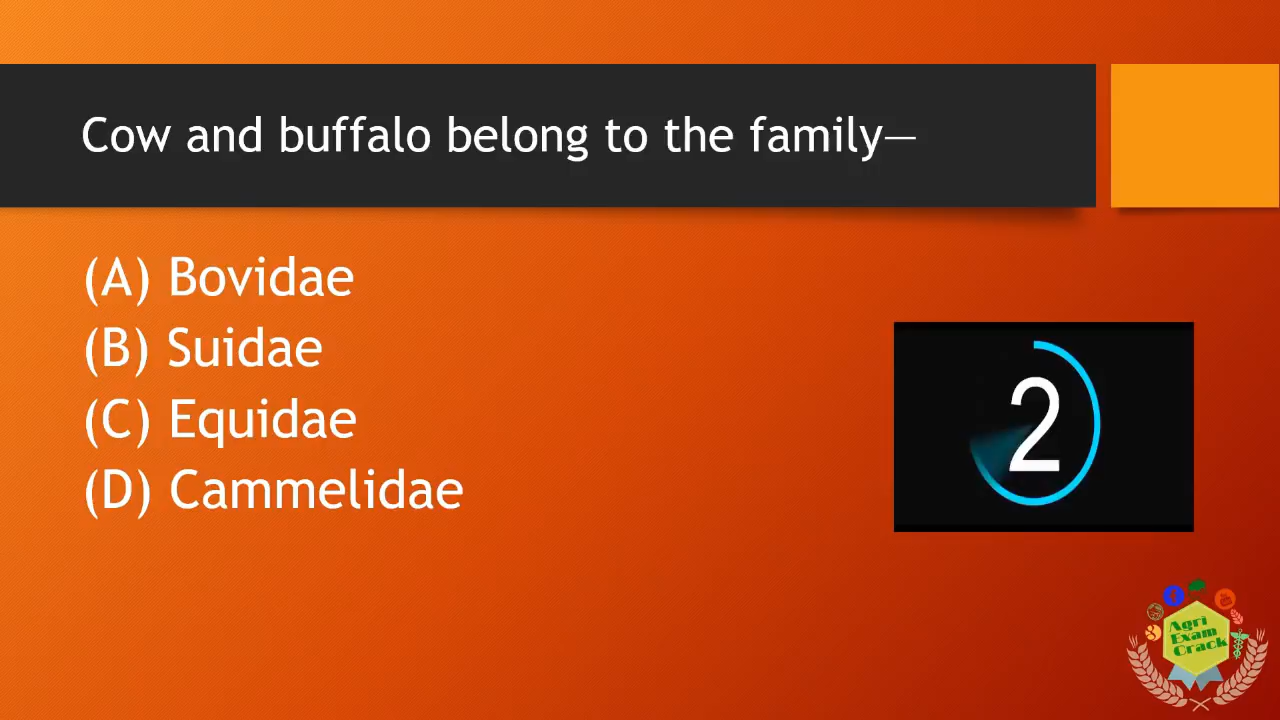 Cow and buffalo belong to the family—
(A) Bovidae
(B) Suidae
(C) Equidae
(D) Cammelidae
2
Agri
Exam
Crack